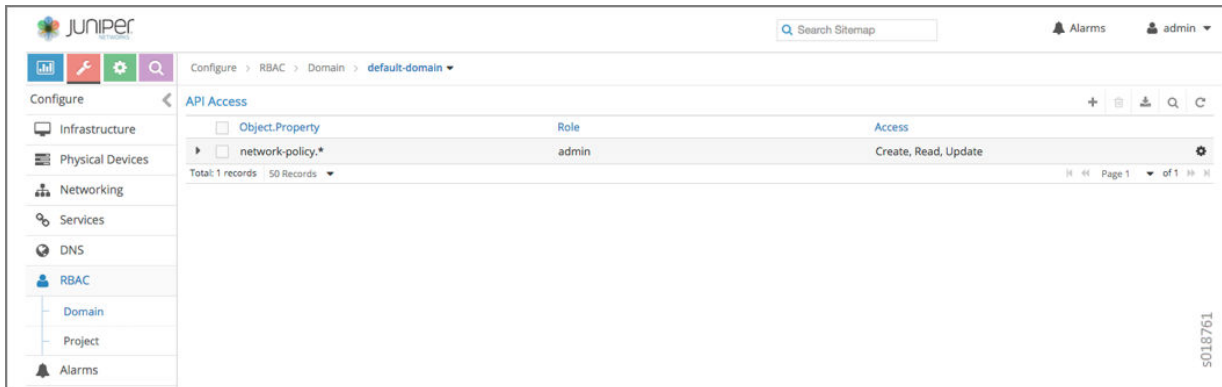 JUNIPER
NETWORKS
Search Sitemap
Alarms
admin
Configure > RBAC > Domain > default-domain
Configure
API Access
Object.Property Role Access
network-policy.* admin Create, Read, Update
Total: 1 records 50 Records
Page 1 of 1
Infrastructure
Physical Devices
Networking
Services
DNS
RBAC
Domain
Project
Alarms
s018761